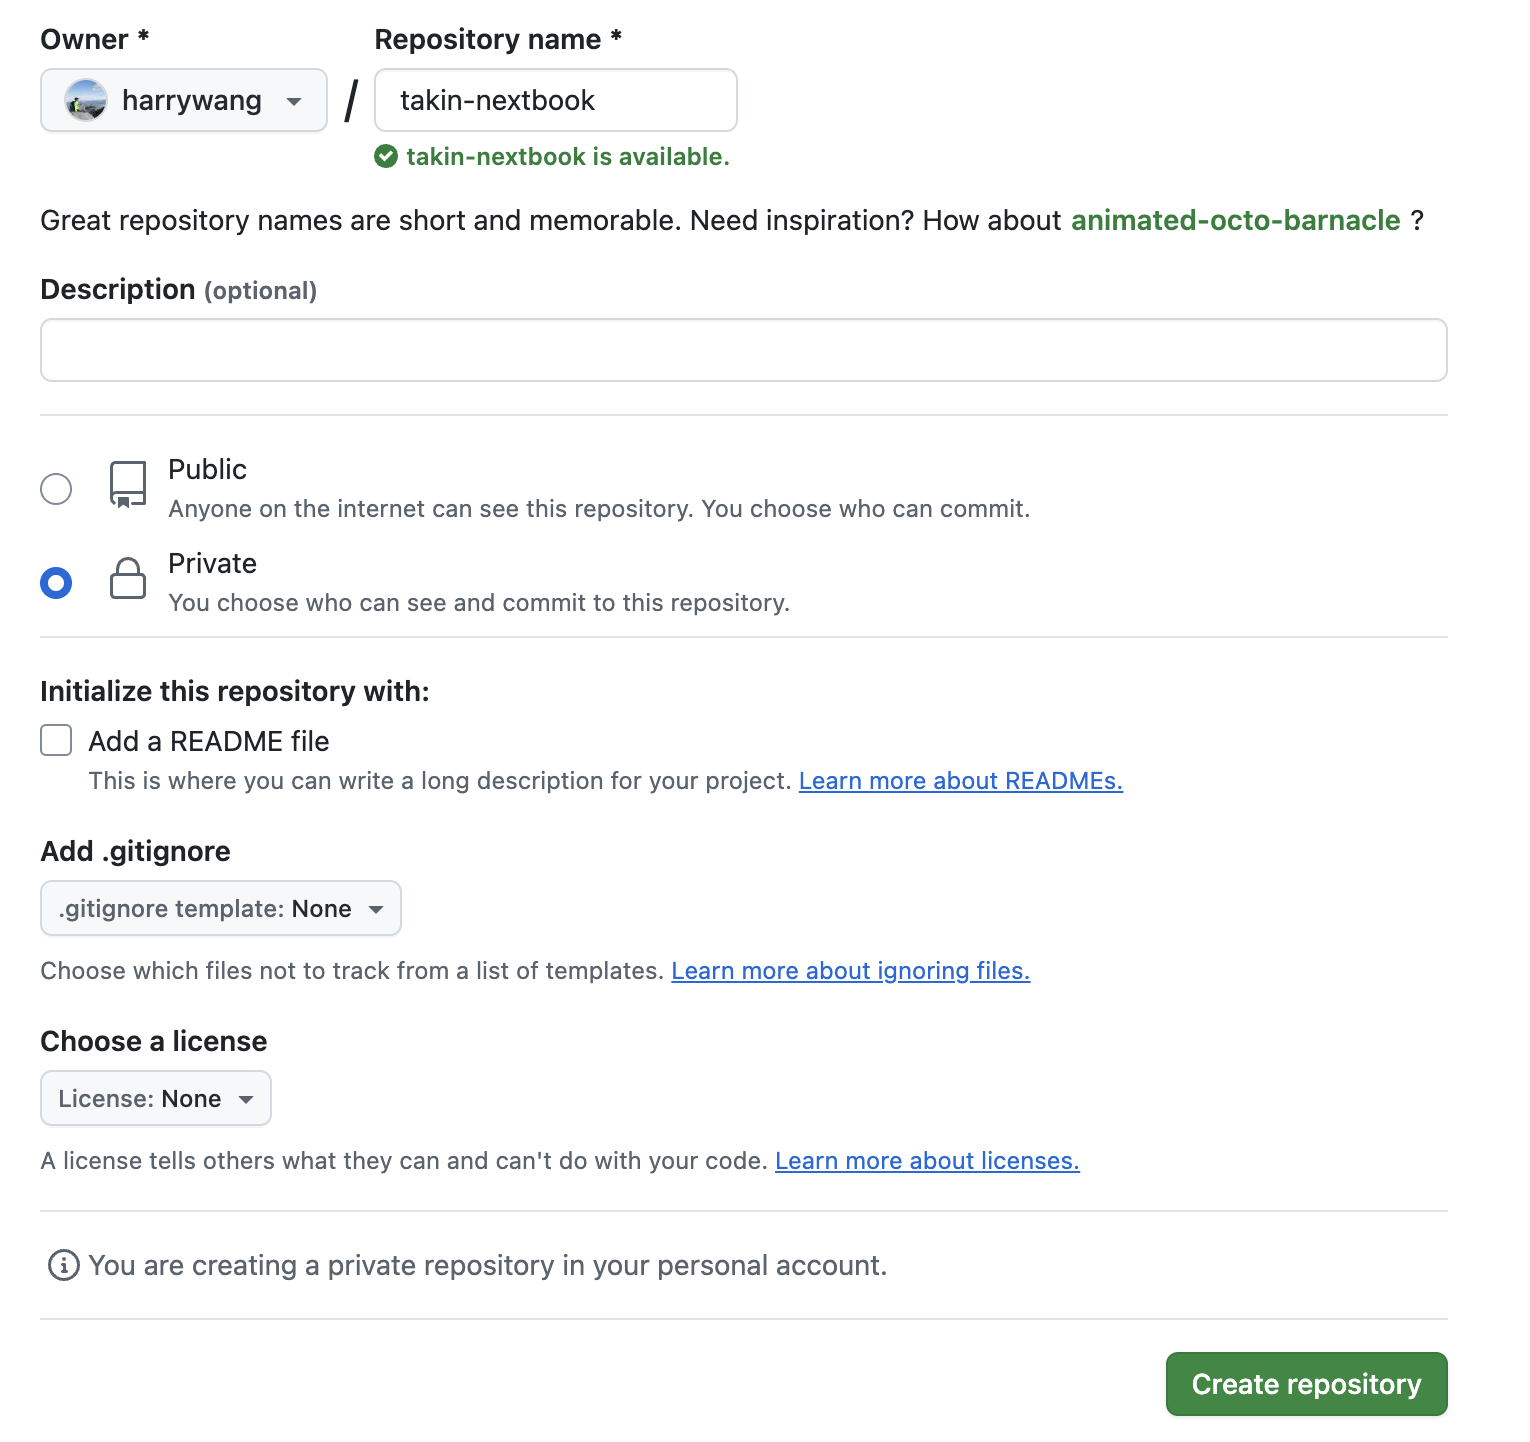 Owner * Repository name *
harrywang / takin-nextbook
takin-nextbook is available.
Great repository names are short and memorable. Need inspiration? How about animated-octo-barnacle ?
Description (optional)
Public
Anyone on the internet can see this repository. You choose who can commit.
Private
You choose who can see and commit to this repository.
Initialize this repository with:
Add a README file
This is where you can write a long description for your project. Learn more about READMEs.
Add .gitignore
.gitignore template: None
Choose which files not to track from a list of templates. Learn more about ignoring files.
Choose a license
License: None
A license tells others what they can and can't do with your code. Learn more about licenses.
You are creating a private repository in your personal account.
Create repository